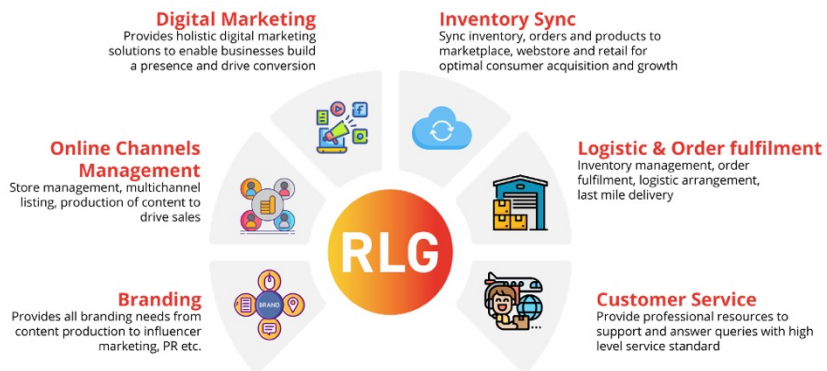 Digital Marketing
Provides holistic digital marketing
solutions to enable businesses build
a presence and drive conversion
Inventory Sync
Sync inventory, orders and products to
marketplace, webstore and retail for
optimal consumer acquisition and growth
Online Channels
Management
Store management, multichannel
listing, production of content to
drive sales
Logistic & Order fulfilment
Inventory management, order
fulfilment, logistic arrangement,
last mile delivery
RLG
Branding
Provides all branding needs from
content production to influencer
marketing, PR etc.
BRAND
Customer Service
Provide professional resources to
support and answer queries with high
level service standard